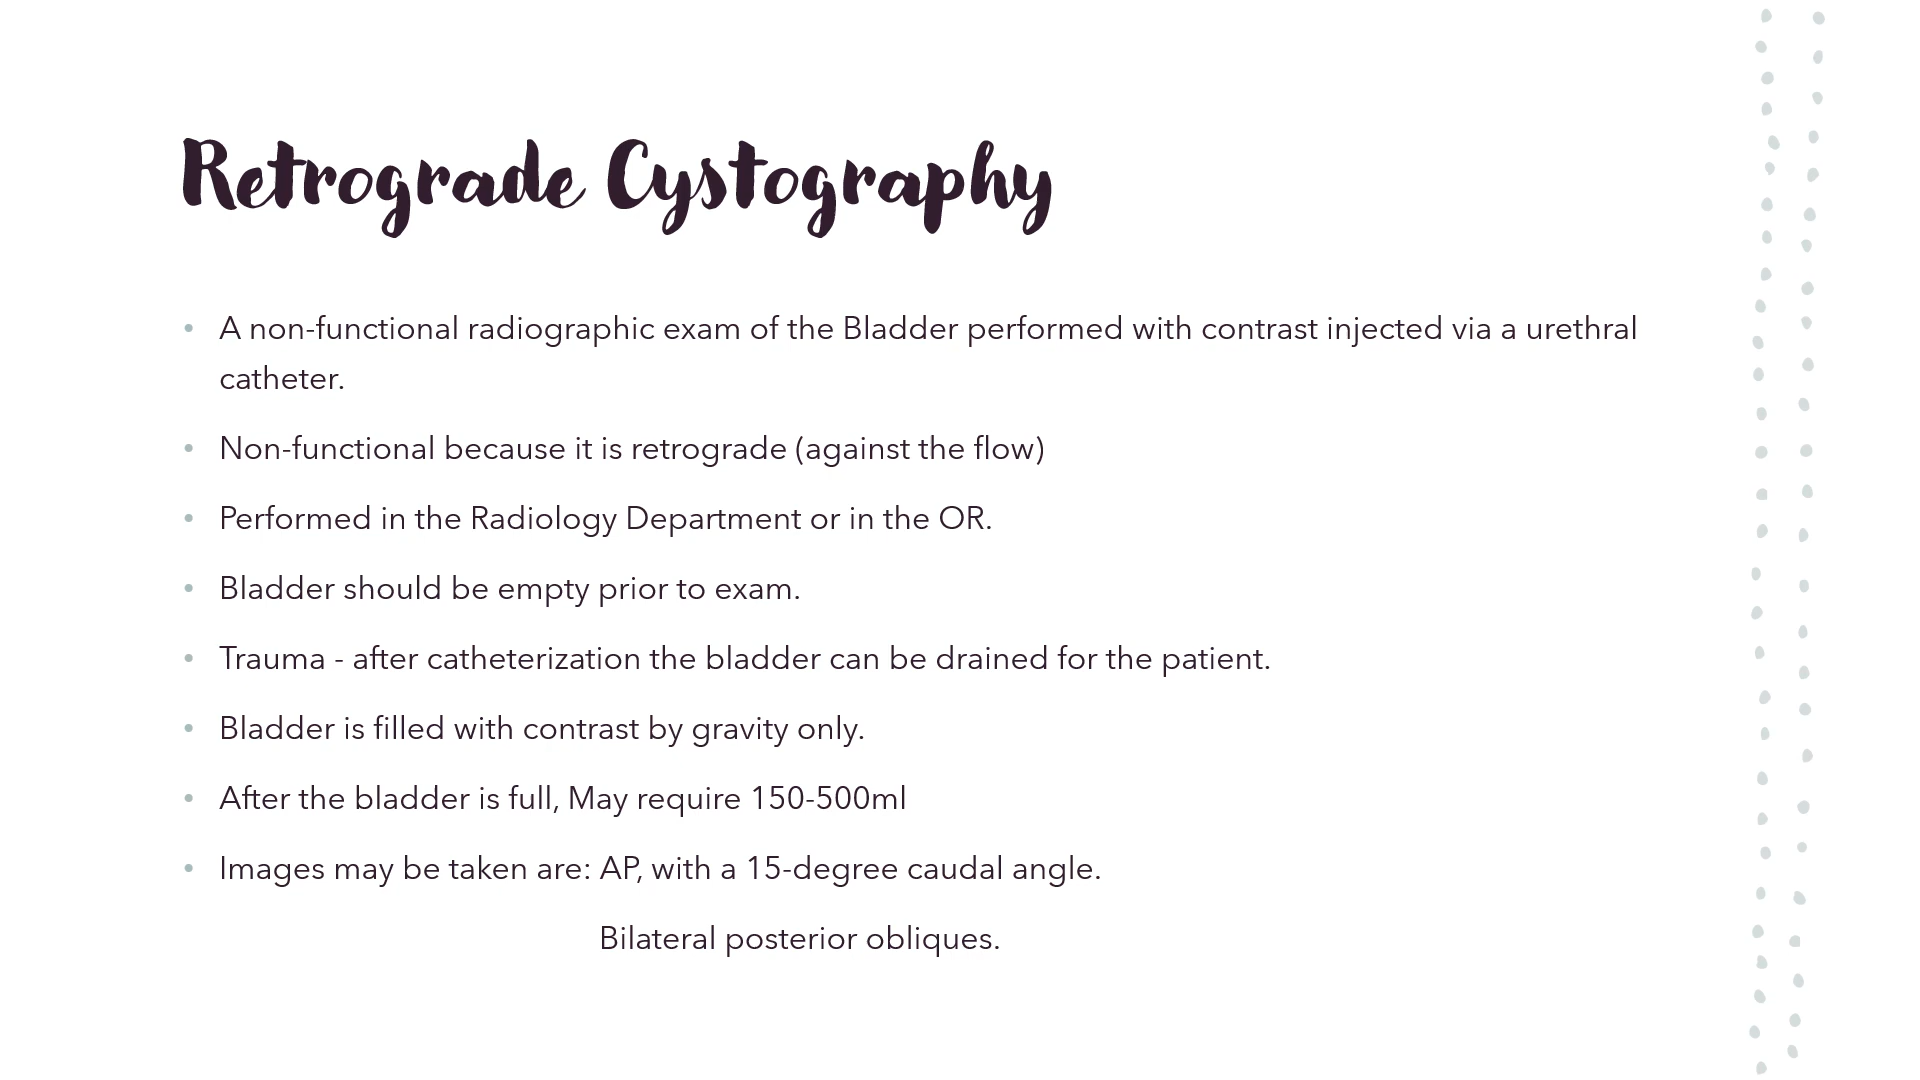 Retrograde Cystography
• A non-functional radiographic exam of the Bladder performed with contrast injected via a urethral
catheter.
• Non-functional because it is retrograde (against the flow)
• Performed in the Radiology Department or in the OR.
• Bladder should be empty prior to exam.
• Trauma - after catheterization the bladder can be drained for the patient.
• Bladder is filled with contrast by gravity only.
• After the bladder is full, May require 150-500ml
• Images may be taken are: AP, with a 15-degree caudal angle.
Bilateral posterior obliques.